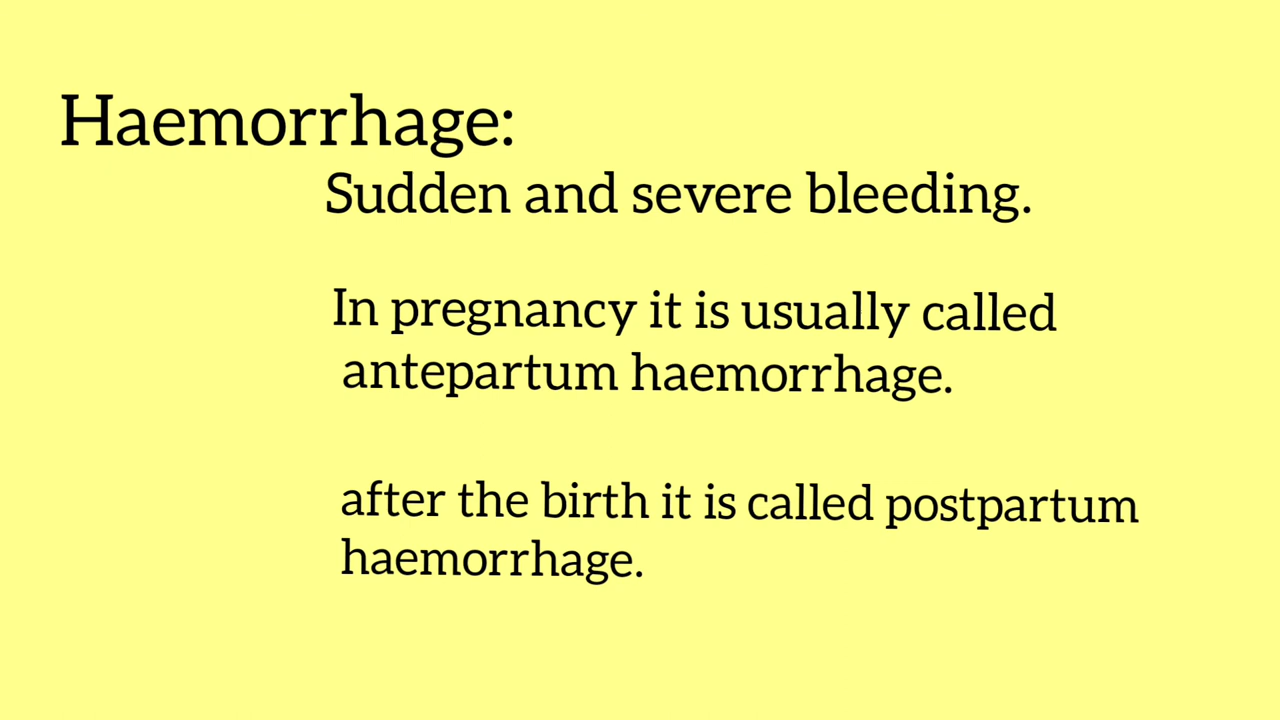 Haemorrhage:
Sudden and severe bleeding.
In pregnancy it is usually called
antepartum haemorrhage.
after the birth it is called postpartum
haemorrhage.